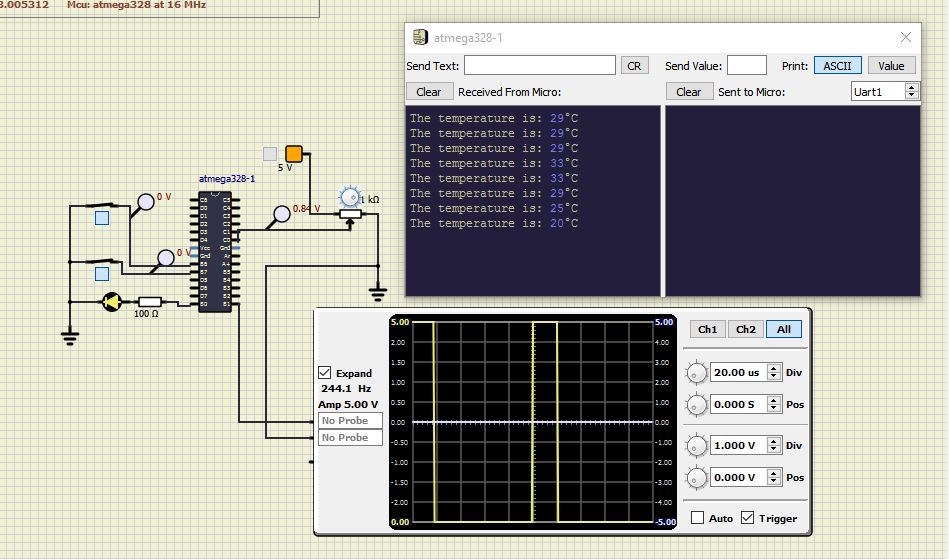 8.005312 Mcu: atmega328 at 16 MHz
atmega328-1
Send Text: CR Send Value: Print: ASCII Value
Clear Received From Micro: Clear Sent to Micro: Uart1
The temperature is: 29°C
The temperature is: 29°C
The temperature is: 29°C
The temperature is: 33°C
The temperature is: 33°C
The temperature is: 29°C
The temperature is: 25°C
The temperature is: 20°C
5 V
atmega328-1
0 V
1 kΩ
0.84 V
0 V
100 Ω
Expand
244.1 Hz
Amp 5.00 V
No Probe
No Probe
5.00 5.00
2.00 4.00
1.50 3.00
1.00 2.00
0.50 1.00
0.00 0.00
-0.50 -1.00
-1.00 -2.00
-1.50 -3.00
-2.00 -4.00
0.00 -5.00
Ch1 Ch2 All
20.00 us Div
0.000 S Pos
1.000 V Div
0.000 V Pos
Auto Trigger